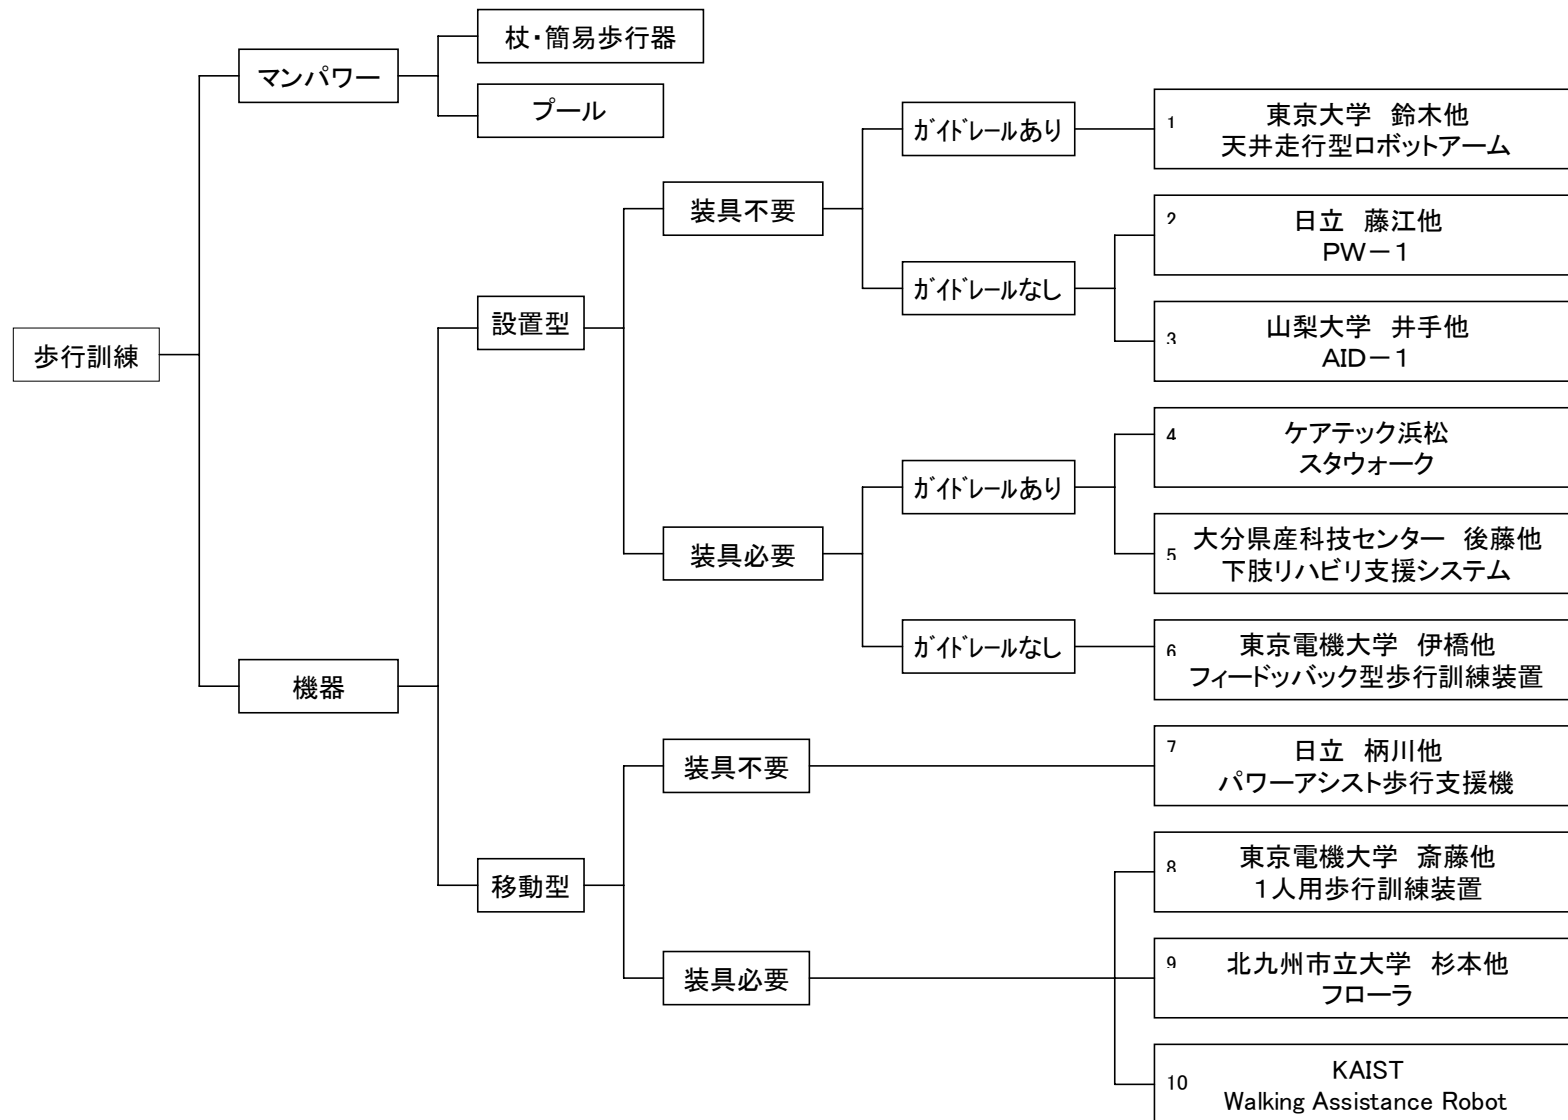 歩行訓練
マンパワー
杖・簡易歩行器
プール
機器
設置型
装具不要
ｶﾞｲﾄﾞﾚｰﾙあり
1
東京大学　鈴木他
天井走行型ロボットアーム
ｶﾞｲﾄﾞﾚｰﾙなし
2
日立　藤江他
PW－1
3
山梨大学　井手他
AID－1
装具必要
ｶﾞｲﾄﾞﾚｰﾙあり
4
ケアテック浜松
スタウォーク
5
大分県産科技センター　後藤他
下肢リハビリ支援システム
ｶﾞｲﾄﾞﾚｰﾙなし
6
東京電機大学　伊橋他
フィードッバック型歩行訓練装置
移動型
装具不要
7
日立　柄川他
パワーアシスト歩行支援機
装具必要
8
東京電機大学　斎藤他
１人用歩行訓練装置
9
北九州市立大学　杉本他
フローラ
10
KAIST
Walking Assistance Robot